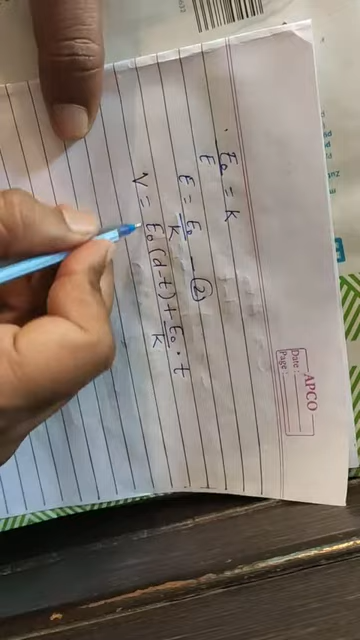 APCO
Date :
Page :
E₀/E = k
E = E₀/k — ②
V = E₀(d-t) + E₀/k · t